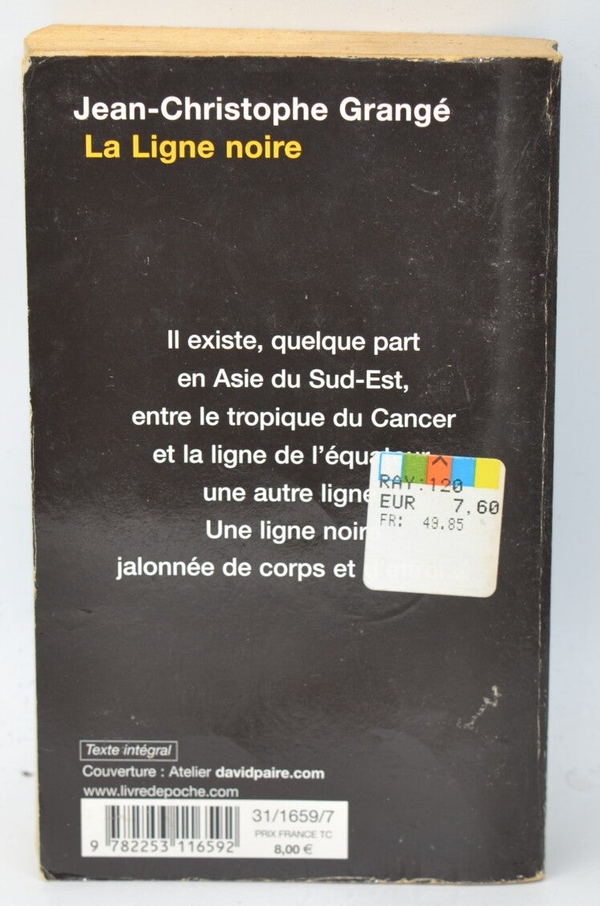 Jean-Christophe Grangé
La Ligne noire
Il existe, quelque part
en Asie du Sud-Est,
entre le tropique du Cancer
et la ligne de l'équateur,
une autre ligne
Une ligne noir
jalonnée de corps et d'effroi
RAY: 120
EUR 7,60
FR: 49.85
Texte intégral
Couverture : Atelier davidpaire.com
www.livredepoche.com
31/1659/7
PRIX FRANCE TC
8,00 €
9 782253 116592